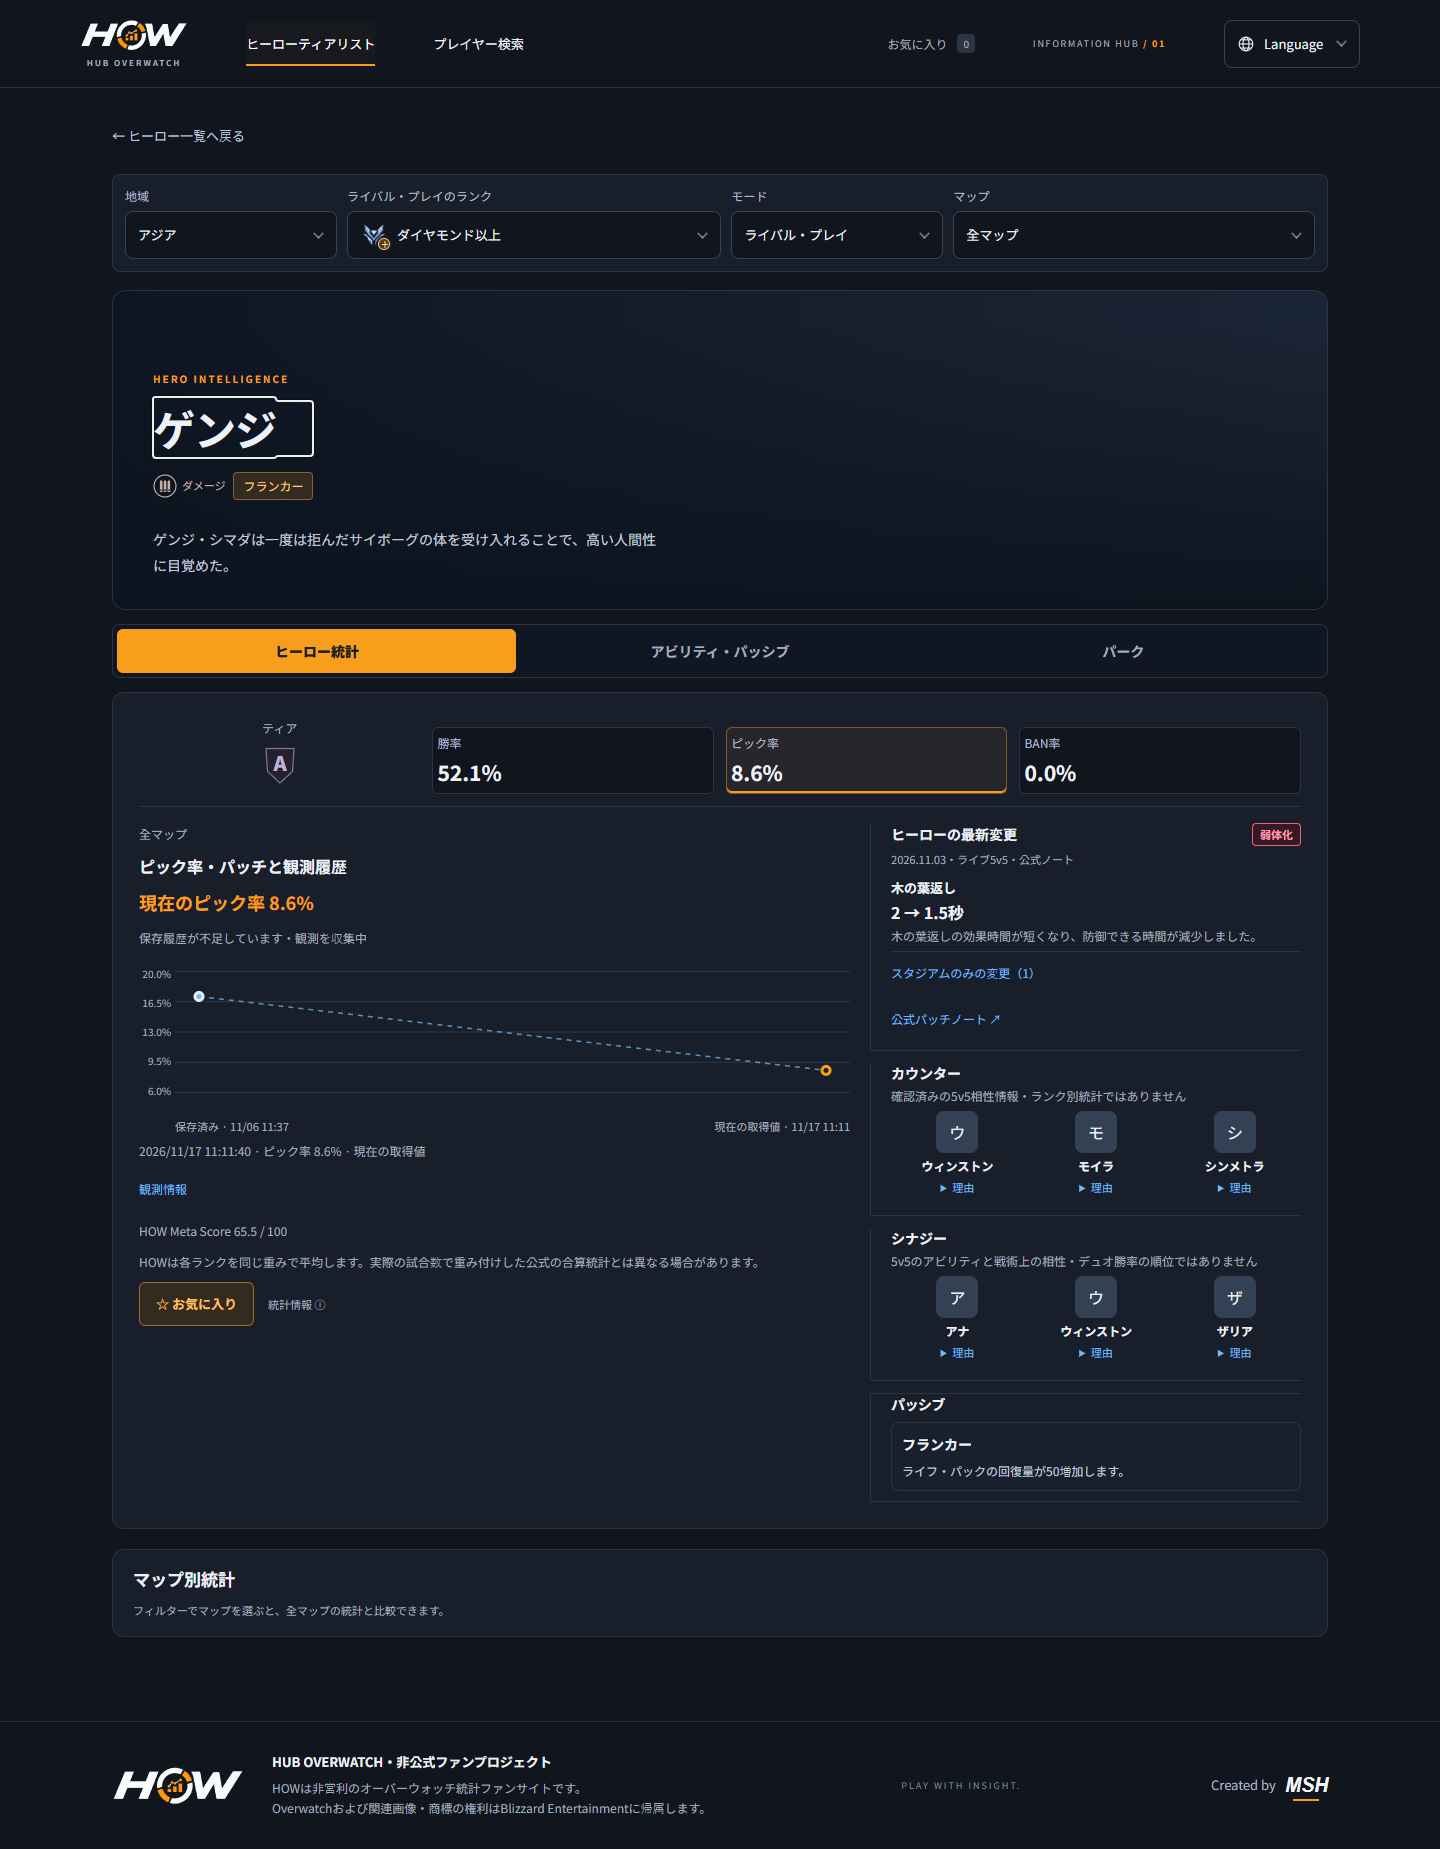 HOW
HUB OVERWATCH
ヒーローティアリスト
プレイヤー検索
お気に入り 0
INFORMATION HUB / 01
Language
← ヒーロー一覧へ戻る
地域
ライバル・プレイのランク
モード
マップ
アジア
ダイヤモンド以上
ライバル・プレイ
全マップ
HERO INTELLIGENCE
ゲンジ
ダメージ
フランカー
ゲンジ・シマダは一度は拒んだサイボーグの体を受け入れることで、高い人間性
に目覚めた。
ヒーロー統計
アビリティ・パッシブ
パーク
ティア
A
勝率
52.1%
ピック率
8.6%
BAN率
0.0%
全マップ
ピック率・パッチと観測履歴
現在のピック率 8.6%
保存履歴が不足しています・観測を収集中
20.0%
16.5%
13.0%
9.5%
6.0%
保存済み · 11/06 11:37
現在の取得値 · 11/17 11:11
2026/11/17 11:11:40 · ピック率 8.6% · 現在の取得値
観測情報
HOW Meta Score 65.5 / 100
HOWは各ランクを同じ重みで平均します。実際の試合数で重み付けした公式の合算統計とは異なる場合があります。
☆ お気に入り
統計情報 ⓘ
ヒーローの最新変更
弱体化
2026.11.03・ライブ5v5・公式ノート
木の葉返し
2 → 1.5秒
木の葉返しの効果時間が短くなり、防御できる時間が減少しました。
スタジアムのみの変更（1）
公式パッチノート ↗
カウンター
確認済みの5v5相性情報・ランク別統計ではありません
ウ
モ
シ
ウィンストン
モイラ
シンメトラ
▶ 理由
▶ 理由
▶ 理由
シナジー
5v5のアビリティと戦術上の相性・デュオ勝率の順位ではありません
ア
ウ
ザ
アナ
ウィンストン
ザリア
▶ 理由
▶ 理由
▶ 理由
パッシブ
フランカー
ライフ・パックの回復量が50増加します。
マップ別統計
フィルターでマップを選ぶと、全マップの統計と比較できます。
HOW
HUB OVERWATCH・非公式ファンプロジェクト
HOWは非営利のオーバーウォッチ統計ファンサイトです。
Overwatchおよび関連画像・商標の権利はBlizzard Entertainmentに帰属します。
PLAY WITH INSIGHT.
Created by MSH